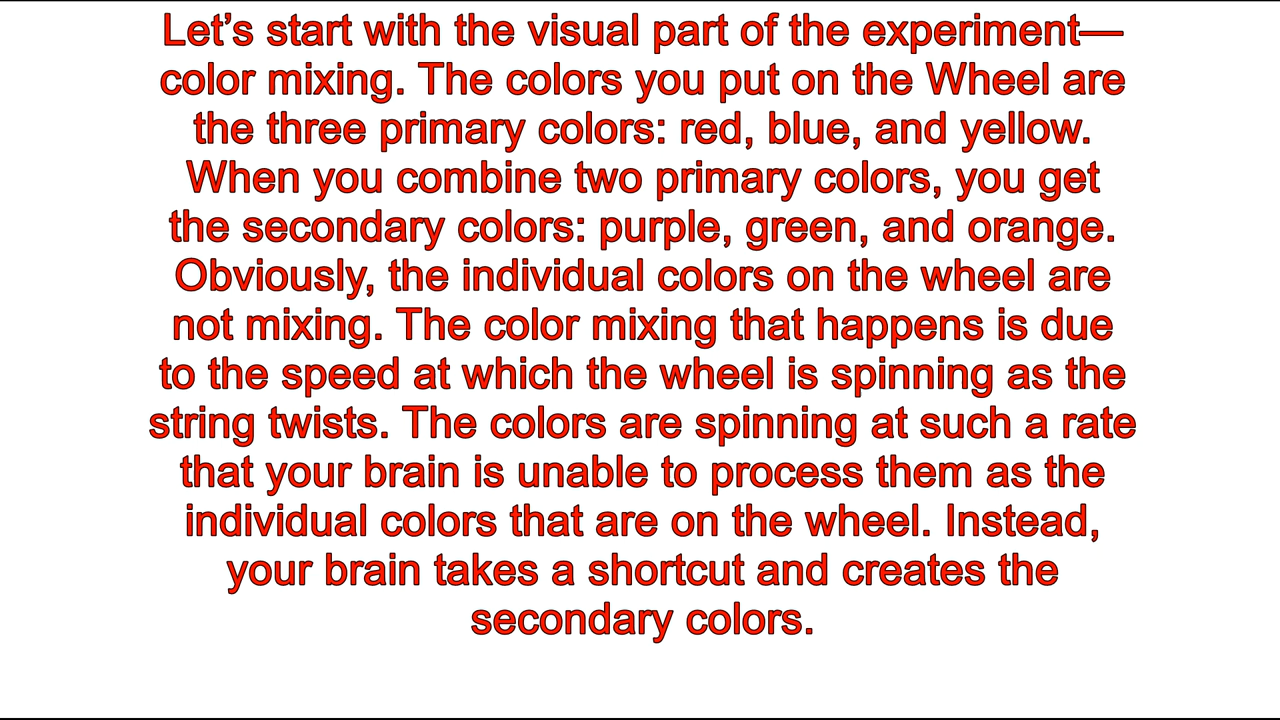 Let’s start with the visual part of the experiment—
color mixing. The colors you put on the Wheel are
the three primary colors: red, blue, and yellow.
When you combine two primary colors, you get
the secondary colors: purple, green, and orange.
Obviously, the individual colors on the wheel are
not mixing. The color mixing that happens is due
to the speed at which the wheel is spinning as the
string twists. The colors are spinning at such a rate
that your brain is unable to process them as the
individual colors that are on the wheel. Instead,
your brain takes a shortcut and creates the
secondary colors.